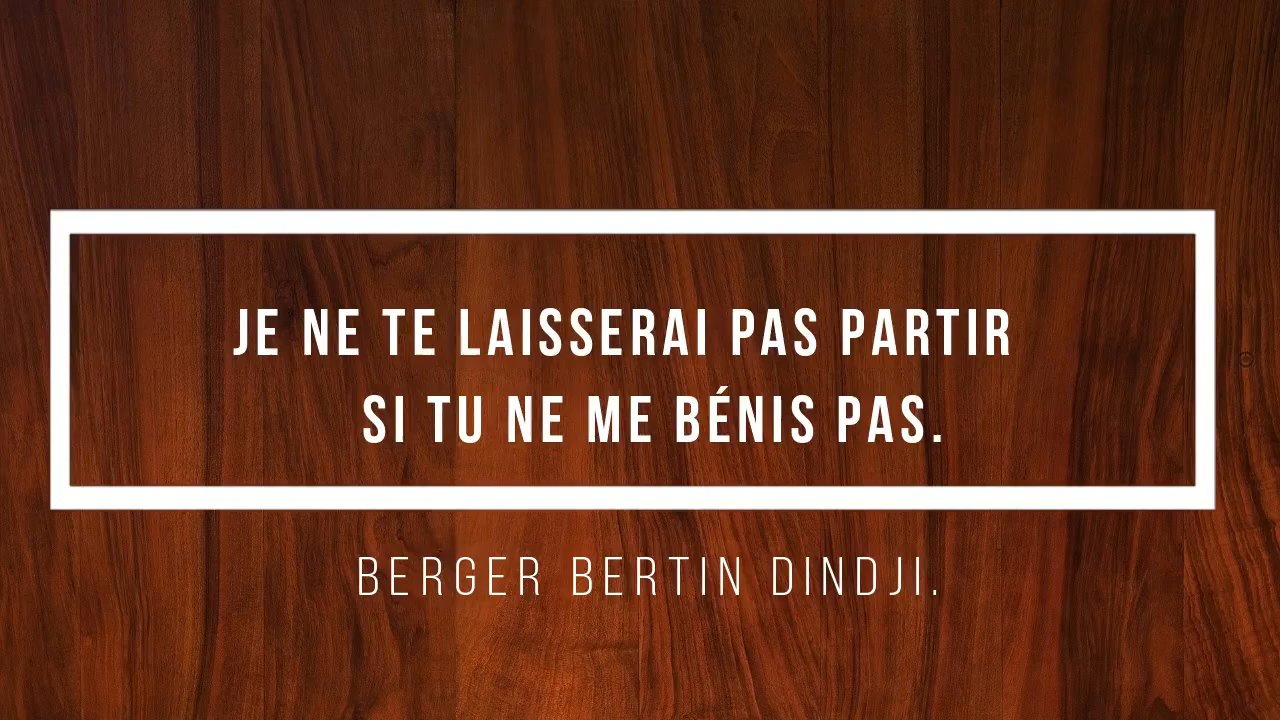 JE NE TE LAISSERAI PAS PARTIR
SI TU NE ME BÉNIS PAS.
BERGER BERTIN DINDJI.